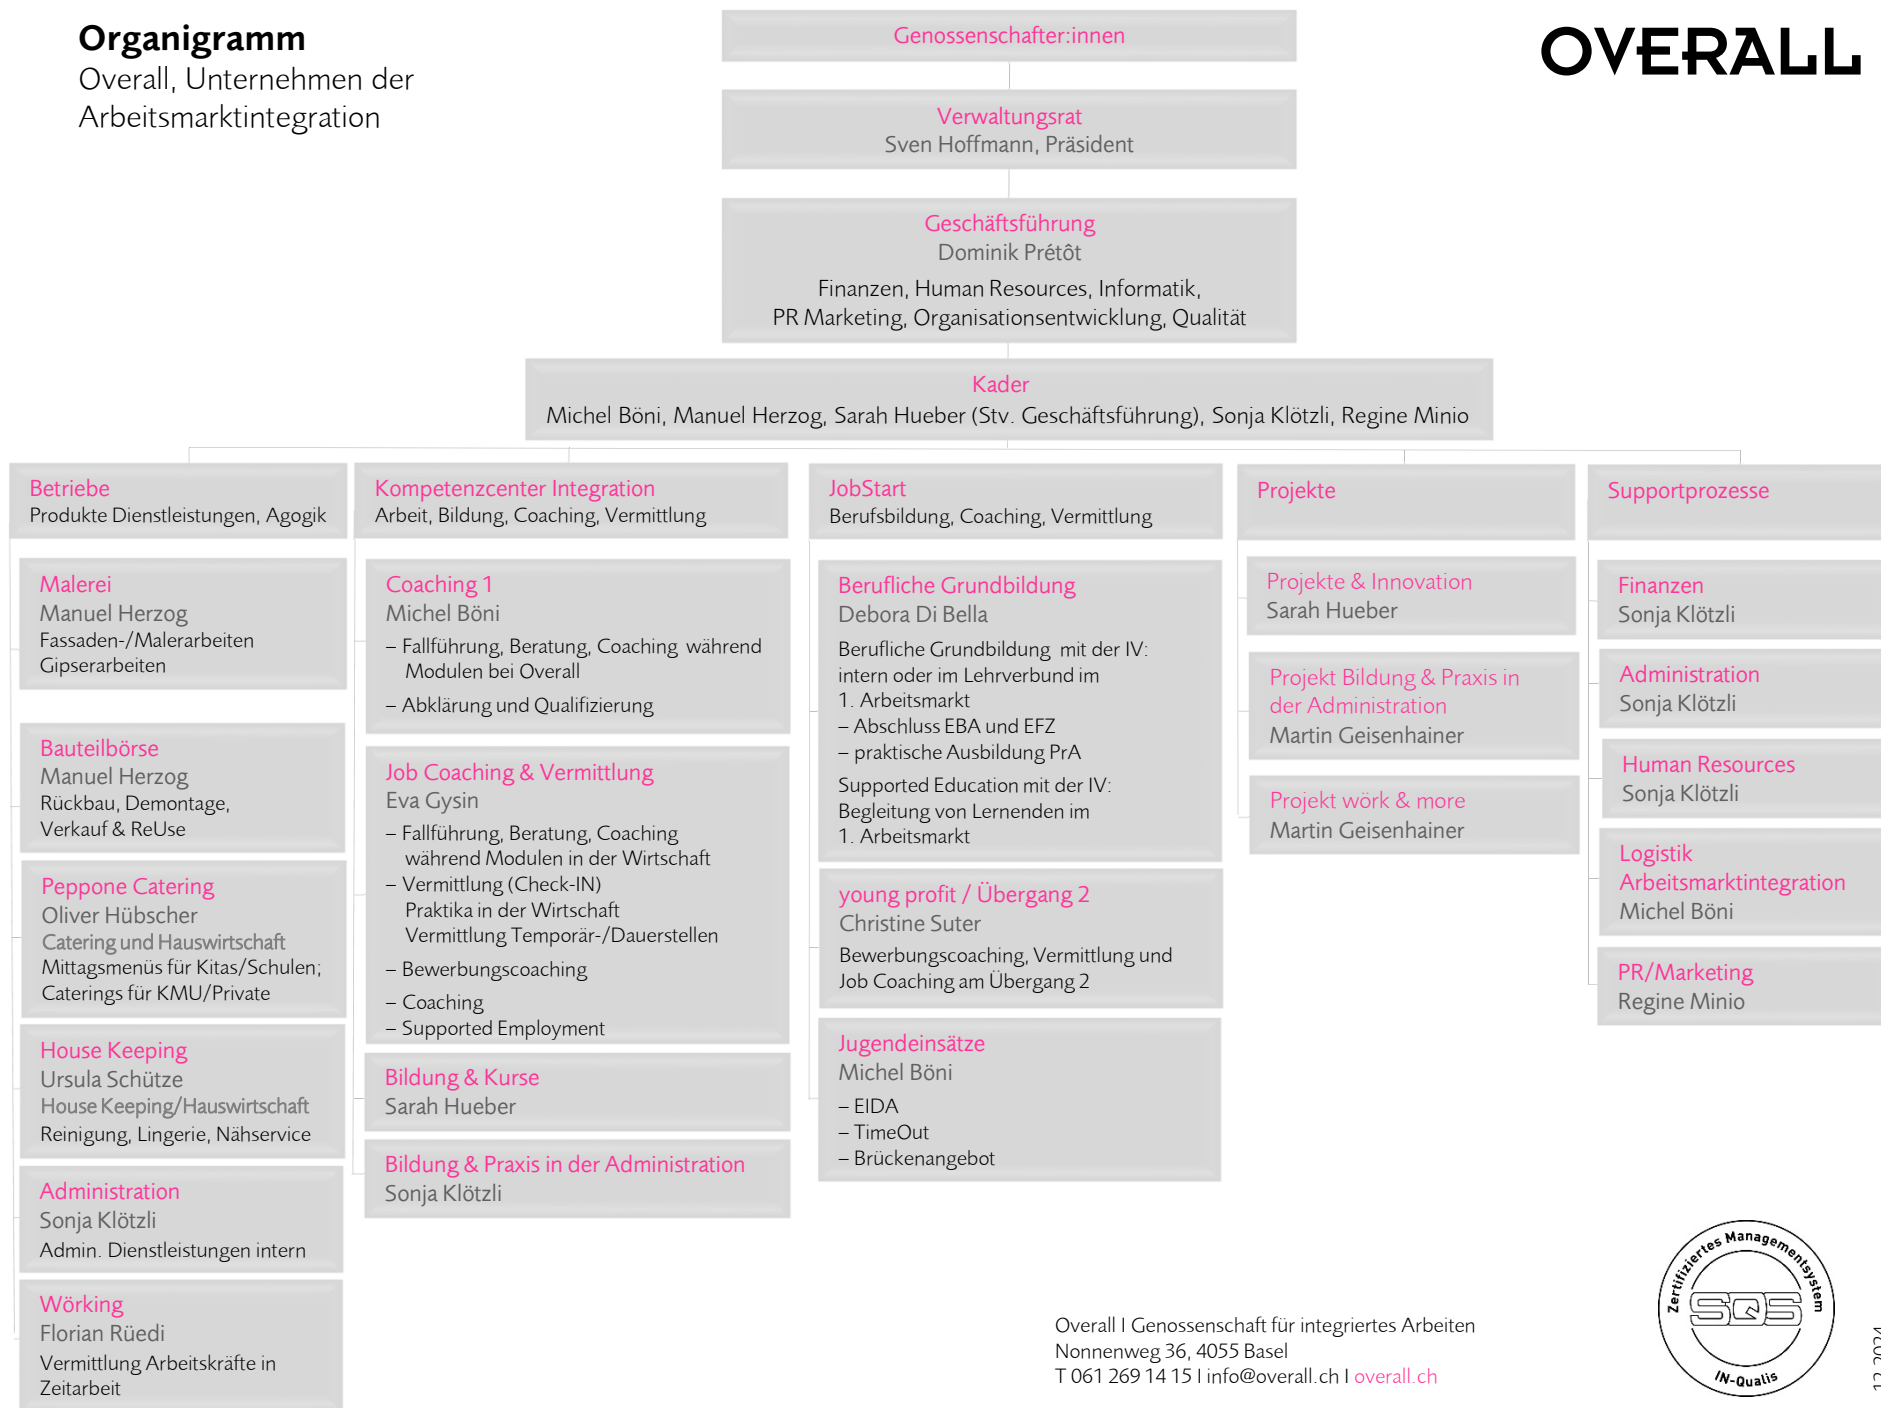 Organigramm
Overall, Unternehmen der
Arbeitsmarktintegration
OVERALL
Genossenschafter:innen
Verwaltungsrat
Sven Hoffmann, Präsident
Geschäftsführung
Dominik Prétôt
Finanzen, Human Resources, Informatik,
PR Marketing, Organisationsentwicklung, Qualität
Kader
Michel Böni, Manuel Herzog, Sarah Hueber (Stv. Geschäftsführung), Sonja Klötzli, Regine Minio
Betriebe
Produkte Dienstleistungen, Agogik
Malerei
Manuel Herzog
Fassaden-/Malerarbeiten
Gipserarbeiten
Bauteilbörse
Manuel Herzog
Rückbau, Demontage,
Verkauf & ReUse
Peppone Catering
Oliver Hübscher
Catering und Hauswirtschaft
Mittagsmenüs für Kitas/Schulen;
Caterings für KMU/Private
House Keeping
Ursula Schütze
House Keeping/Hauswirtschaft
Reinigung, Lingerie, Nähservice
Administration
Sonja Klötzli
Admin. Dienstleistungen intern
Wörking
Florian Rüedi
Vermittlung Arbeitskräfte in
Zeitarbeit
Kompetenzcenter Integration
Arbeit, Bildung, Coaching, Vermittlung
Coaching 1
Michel Böni
– Fallführung, Beratung, Coaching während
Modulen bei Overall
– Abklärung und Qualifizierung
Job Coaching & Vermittlung
Eva Gysin
– Fallführung, Beratung, Coaching
während Modulen in der Wirtschaft
– Vermittlung (Check-IN)
Praktika in der Wirtschaft
Vermittlung Temporär-/Dauerstellen
– Bewerbungscoaching
– Coaching
– Supported Employment
Bildung & Kurse
Sarah Hueber
Bildung & Praxis in der Administration
Sonja Klötzli
JobStart
Berufsbildung, Coaching, Vermittlung
Berufliche Grundbildung
Debora Di Bella
Berufliche Grundbildung mit der IV:
intern oder im Lehrverbund im
1. Arbeitsmarkt
– Abschluss EBA und EFZ
– praktische Ausbildung PrA
Supported Education mit der IV:
Begleitung von Lernenden im
1. Arbeitsmarkt
young profit / Übergang 2
Christine Suter
Bewerbungscoaching, Vermittlung und
Job Coaching am Übergang 2
Jugendeinsätze
Michel Böni
– EIDA
– TimeOut
– Brückenangebot
Projekte
Projekte & Innovation
Sarah Hueber
Projekt Bildung & Praxis in
der Administration
Martin Geisenhainer
Projekt wörk & more
Martin Geisenhainer
Supportprozesse
Finanzen
Sonja Klötzli
Administration
Sonja Klötzli
Human Resources
Sonja Klötzli
Logistik
Arbeitsmarktintegration
Michel Böni
PR/Marketing
Regine Minio
Overall I Genossenschaft für integriertes Arbeiten
Nonnenweg 36, 4055 Basel
T 061 269 14 15 I info@overall.ch I overall.ch
Zertifiziertes Managementsystem
SQS
IN-Qualis
12.2024